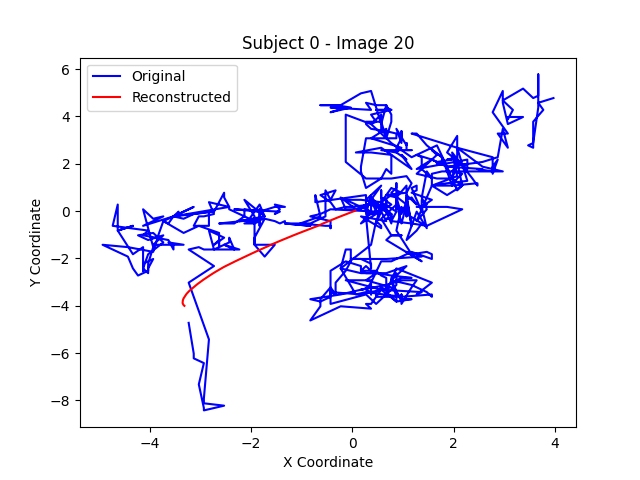 Subject 0 - Image 20
Original
Reconstructed
6
4
2
0
−2
−4
−6
−8
Y Coordinate
−4 −2 0 2 4
X Coordinate